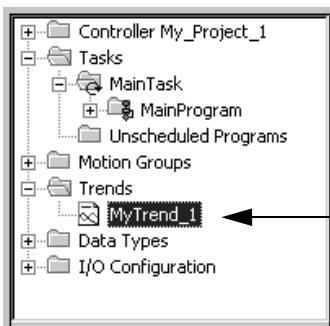 Controller My_Project_1
Tasks
MainTask
MainProgram
Unscheduled Programs
Motion Groups
Trends
MyTrend_1
Data Types
I/O Configuration